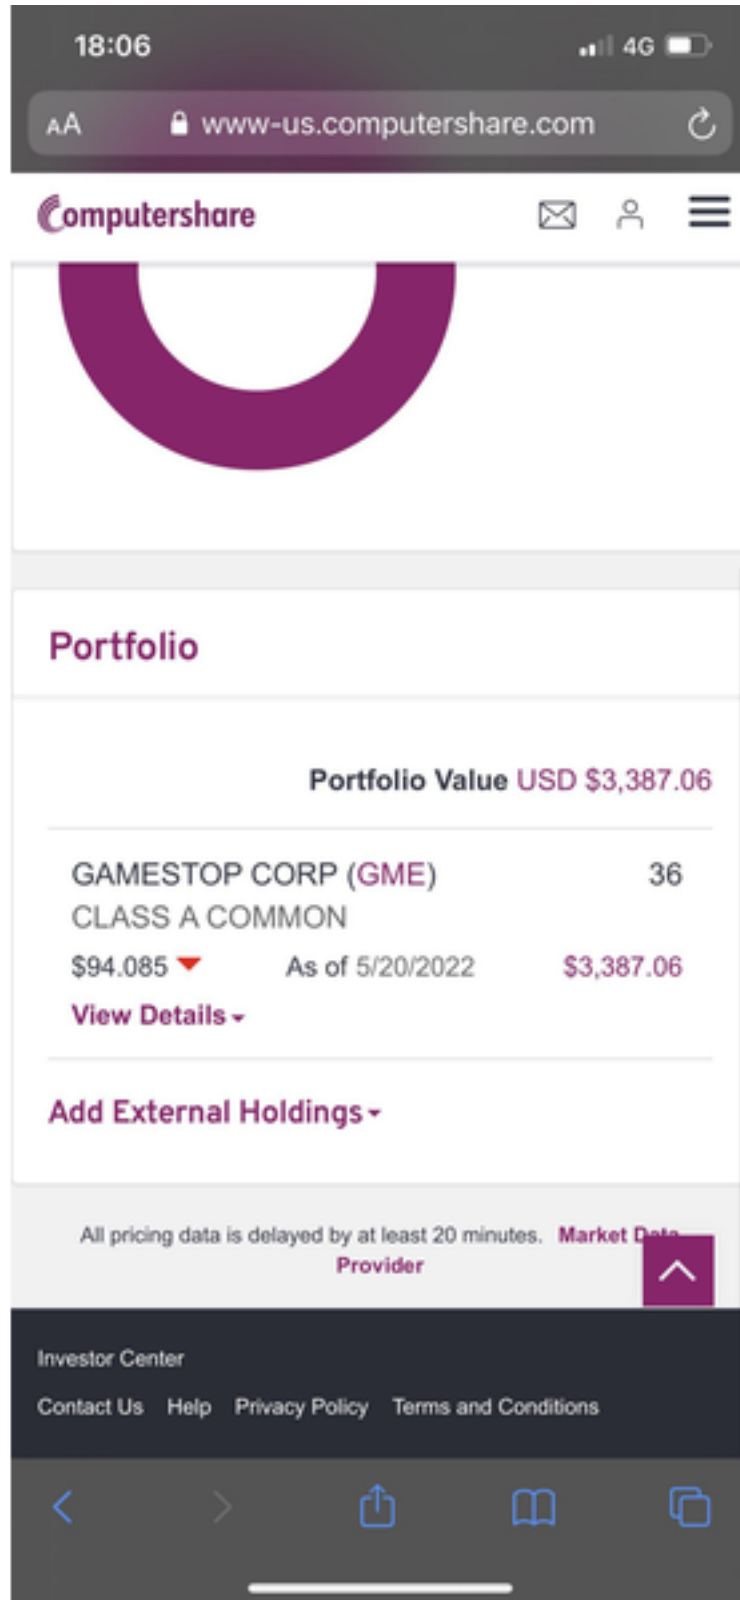 18:06 4G
AA www-us.computershare.com
Computershare
Portfolio
Portfolio Value USD $3,387.06
GAMESTOP CORP (GME) 36
CLASS A COMMON
$94.085 As of 5/20/2022 $3,387.06
View Details
Add External Holdings
All pricing data is delayed by at least 20 minutes. Market Data
Provider
Investor Center
Contact Us Help Privacy Policy Terms and Conditions